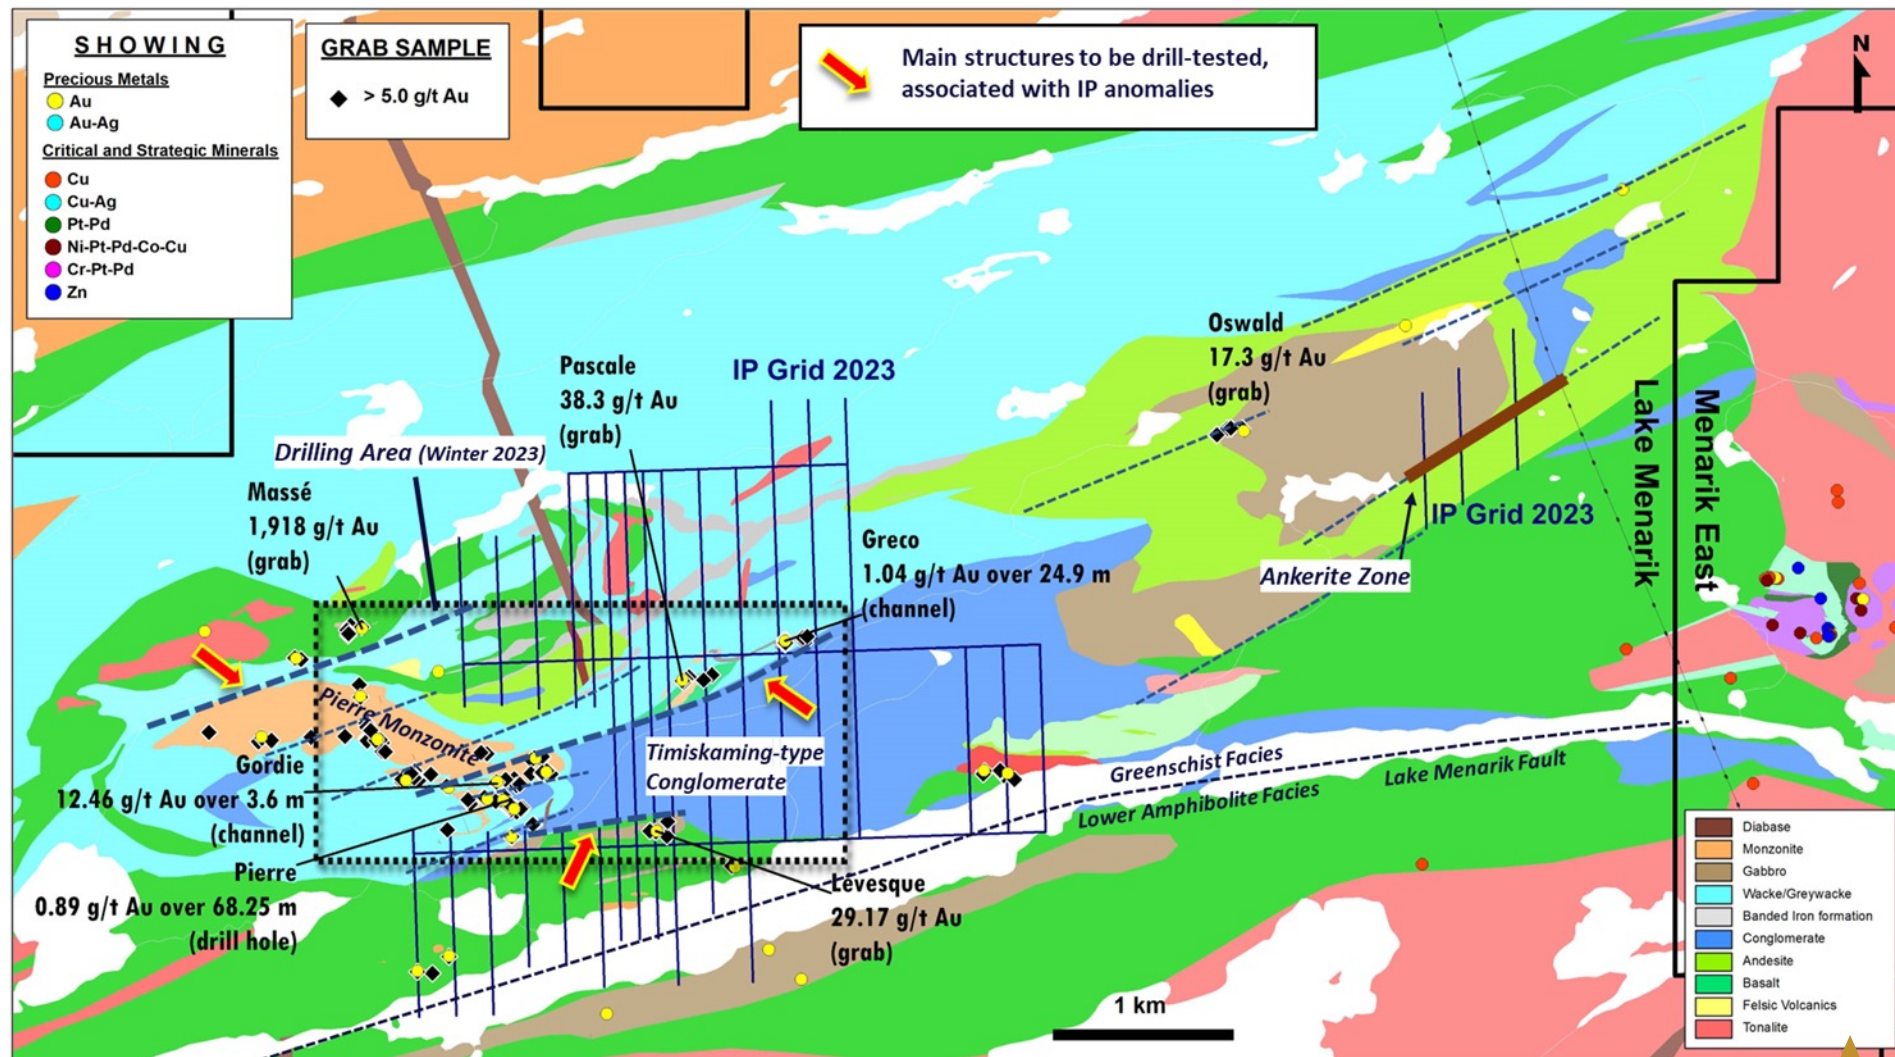 SHOWING
Precious Metals
Au
Au-Ag
Critical and Strategic Minerals
Cu
Cu-Ag
Pt-Pd
Ni-Pt-Pd-Co-Cu
Cr-Pt-Pd
Zn
GRAB SAMPLE
> 5.0 g/t Au
Main structures to be drill-tested,
associated with IP anomalies
N
Oswald
17.3 g/t Au
(grab)
Pascale
38.3 g/t Au
(grab)
IP Grid 2023
Drilling Area (Winter 2023)
Massé
1,918 g/t Au
(grab)
Greco
1.04 g/t Au over 24.9 m
(channel)
IP Grid 2023
Ankerite Zone
Lake Menarik
Menarik East
Pierre Monzonite
Timiskaming-type
Conglomerate
Gordie
12.46 g/t Au over 3.6 m
(channel)
Greenschist Facies
Lake Menarik Fault
Lower Amphibolite Facies
Pierre
0.89 g/t Au over 68.25 m
(drill hole)
Lévesque
29.17 g/t Au
(grab)
1 km
Diabase
Monzonite
Gabbro
Wacke/Greywacke
Banded Iron formation
Conglomerate
Andesite
Basalt
Felsic Volcanics
Tonalite